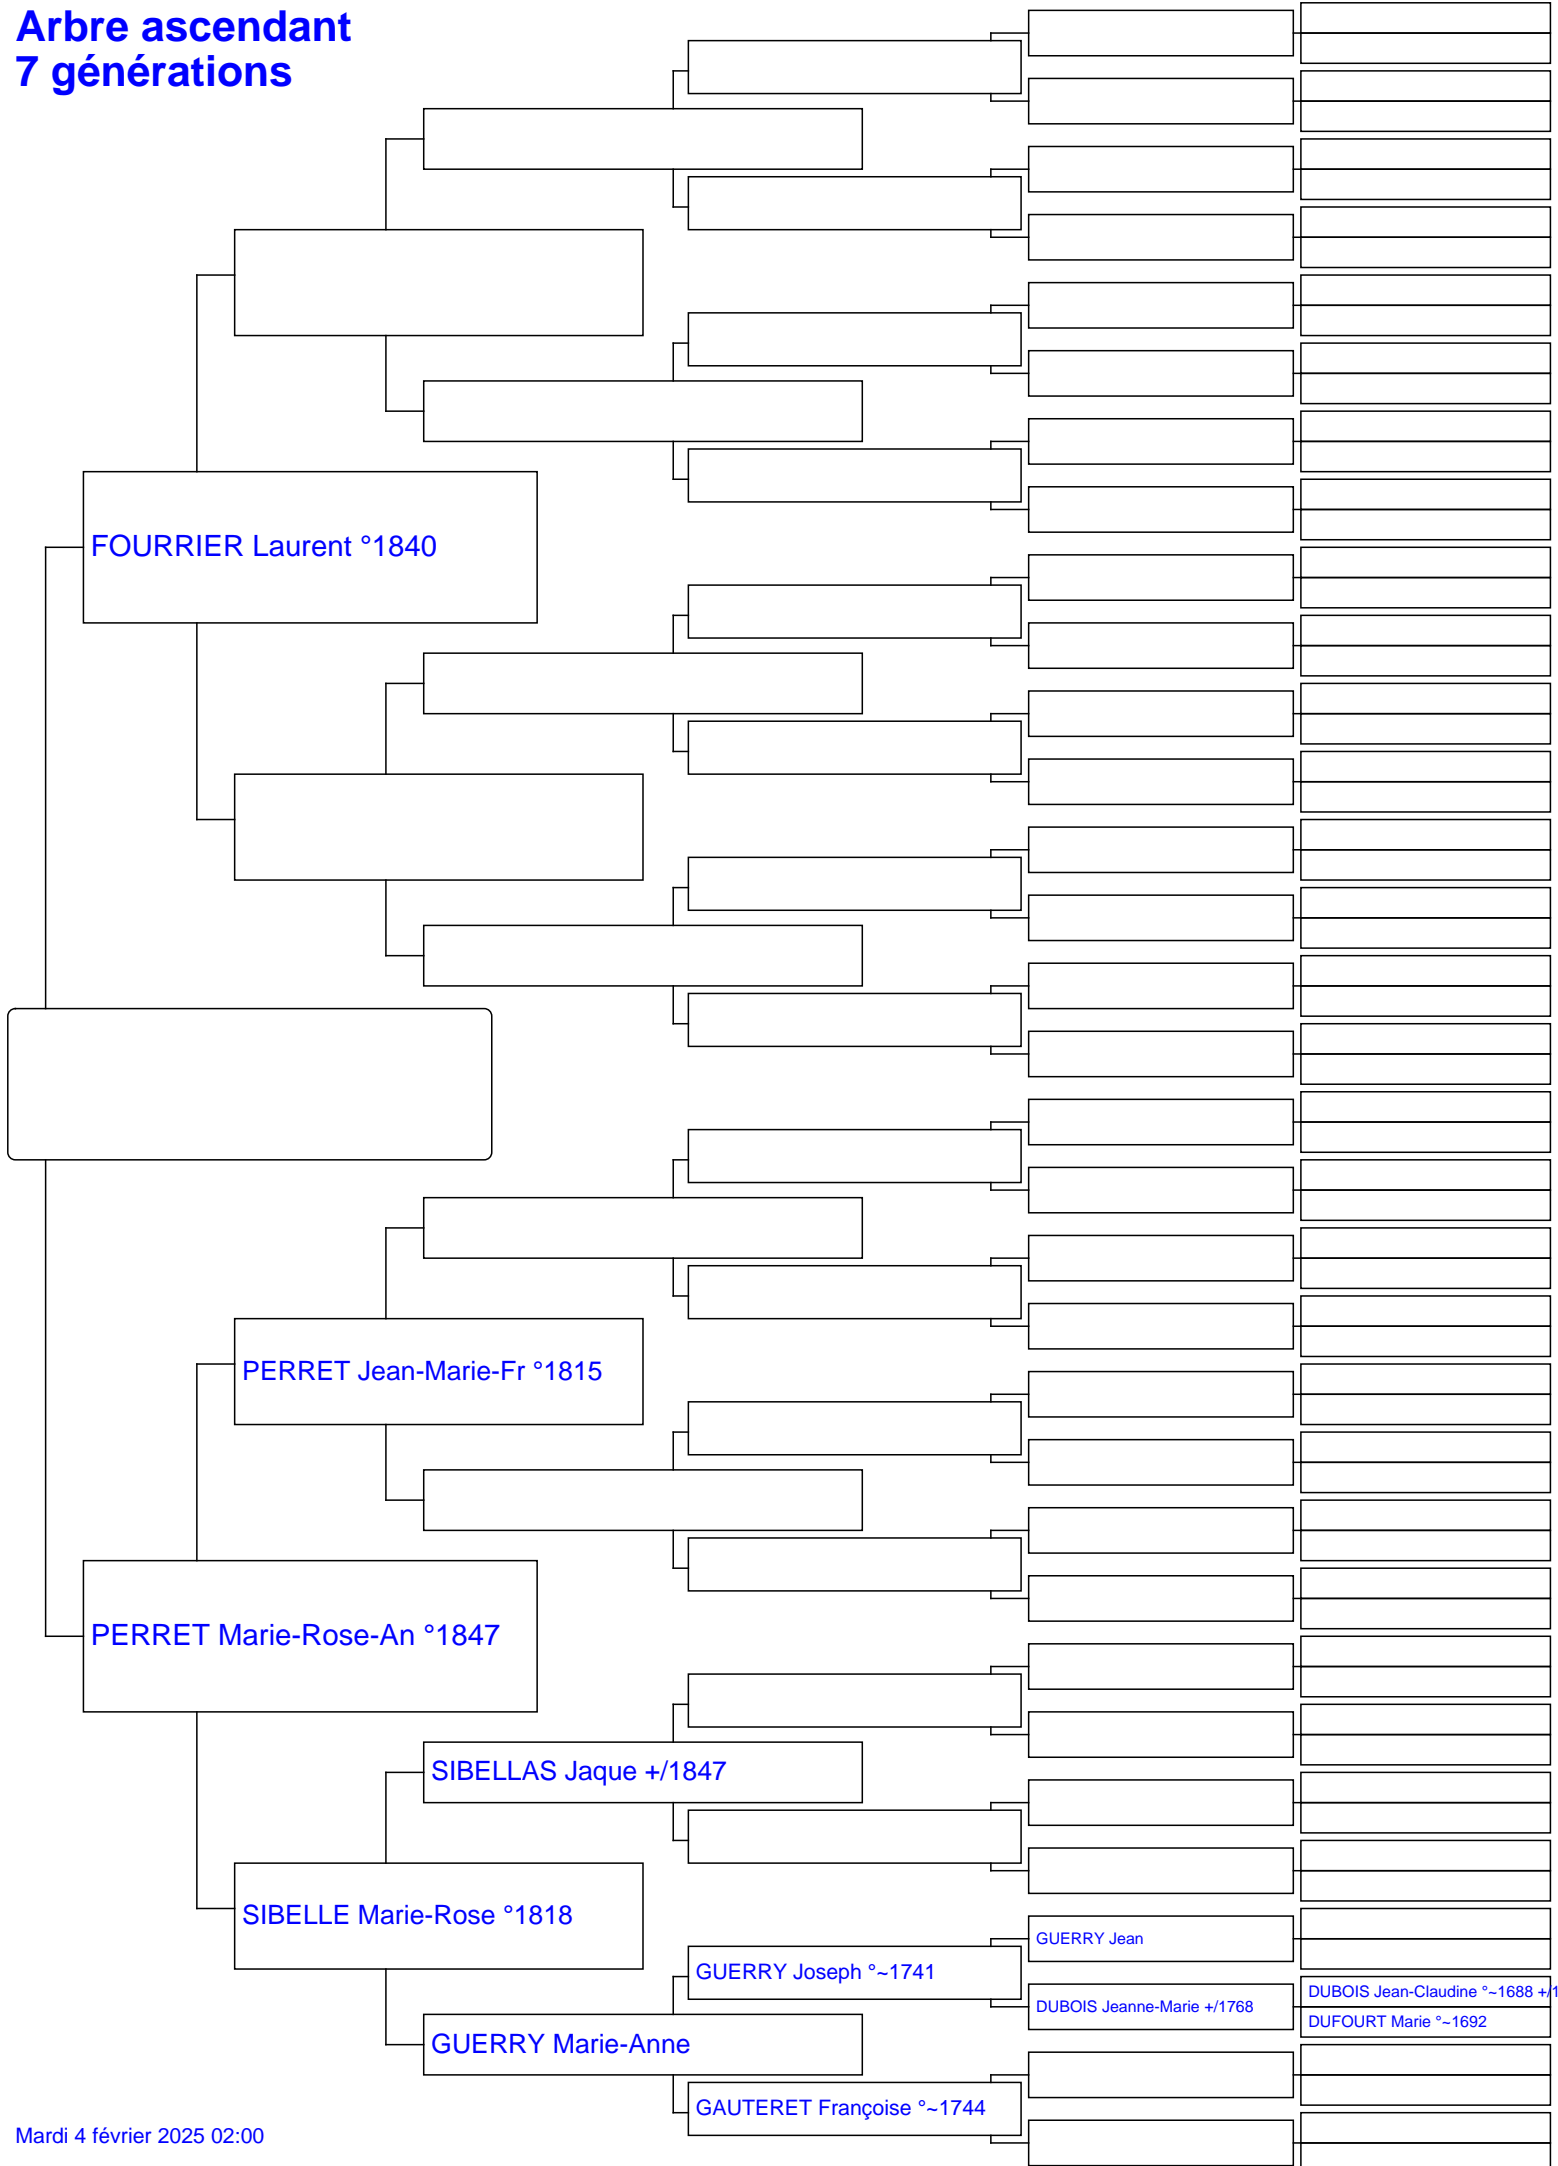 Arbre ascendant
7 générations
FOURRIER Laurent °1840
PERRET Jean-Marie-Fr °1815
PERRET Marie-Rose-An °1847
SIBELLAS Jaque +/1847
SIBELLE Marie-Rose °1818
GUERRY Jean
GUERRY Joseph °~1741
DUBOIS Jean-Claudine °~1688 +/1
DUBOIS Jeanne-Marie +/1768
DUFOURT Marie °~1692
GUERRY Marie-Anne
GAUTERET Françoise °~1744
Mardi 4 février 2025 02:00